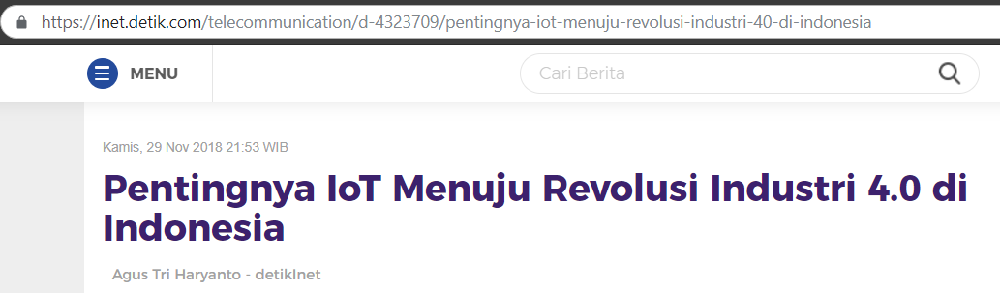 https://inet.detik.com/telecommunication/d-4323709/pentingnya-iot-menuju-revolusi-industri-40-di-indonesia
MENU
Cari Berita
Kamis, 29 Nov 2018 21:53 WIB
Pentingnya IoT Menuju Revolusi Industri 4.0 di
Indonesia
Agus Tri Haryanto - detikInet